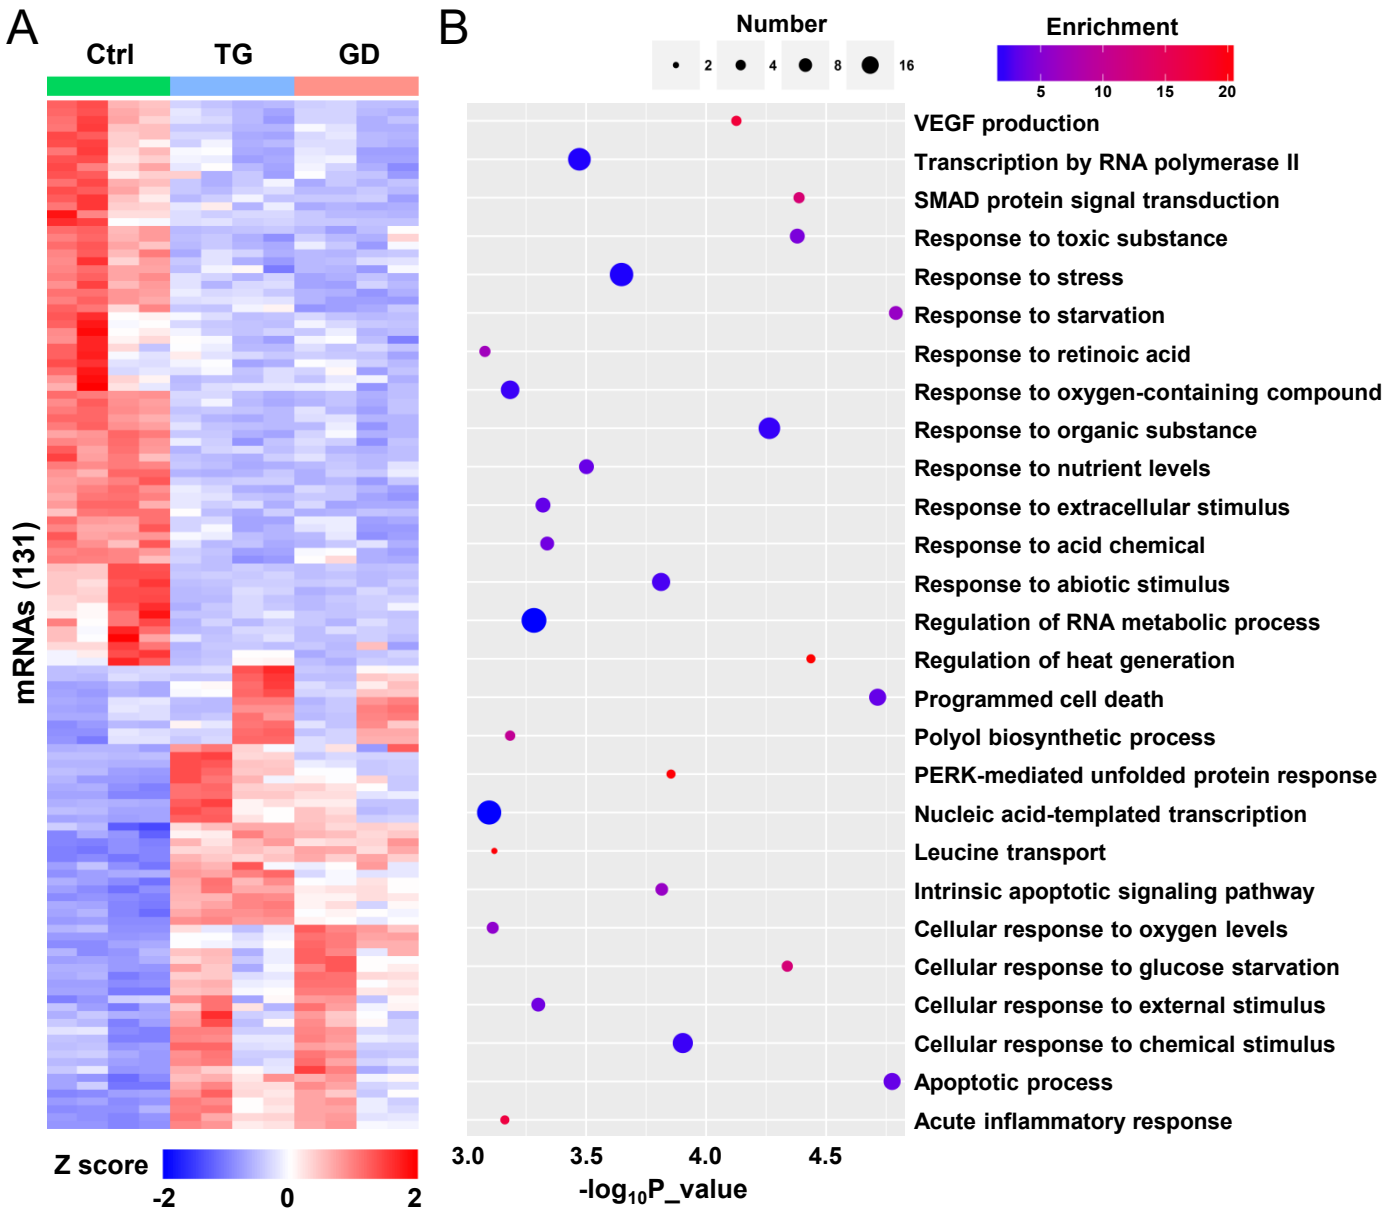 A
Ctrl TG GD
mRNAs (131)
Z score
-2 0 2
B
Number
2 4 8 16
Enrichment
5 10 15 20
VEGF production
Transcription by RNA polymerase II
SMAD protein signal transduction
Response to toxic substance
Response to stress
Response to starvation
Response to retinoic acid
Response to oxygen-containing compound
Response to organic substance
Response to nutrient levels
Response to extracellular stimulus
Response to acid chemical
Response to abiotic stimulus
Regulation of RNA metabolic process
Regulation of heat generation
Programmed cell death
Polyol biosynthetic process
PERK-mediated unfolded protein response
Nucleic acid-templated transcription
Leucine transport
Intrinsic apoptotic signaling pathway
Cellular response to oxygen levels
Cellular response to glucose starvation
Cellular response to external stimulus
Cellular response to chemical stimulus
Apoptotic process
Acute inflammatory response
3.0 3.5 4.0 4.5
-log₁₀P_value